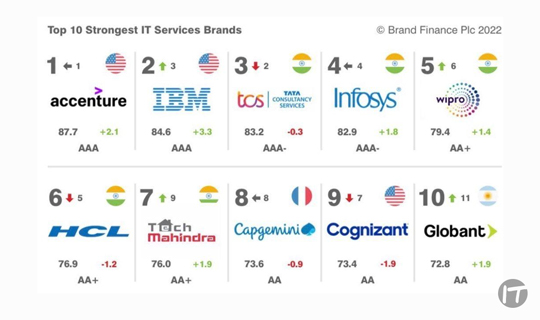 Top 10 Strongest IT Services Brands
© Brand Finance Plc 2022
1 ← 1
accenture
87.7 +2.1
AAA
2 ↑ 3
IBM
84.6 +3.3
AAA
3 ↓ 2
tcs TATA CONSULTANCY SERVICES
83.2 -0.3
AAA-
4 ← 4
Infosys®
82.9 +1.8
AAA-
5 ↑ 6
wipro
79.4 +1.4
AA+
6 ↓ 5
HCL
76.9 -1.2
AA+
7 ↑ 9
Tech Mahindra
76.0 +1.9
AA+
8 ← 8
Capgemini
73.6 -0.9
AA
9 ↓ 7
Cognizant
73.4 -1.9
AA
10 ↑ 11
Globant
72.8 +1.9
AA
IT